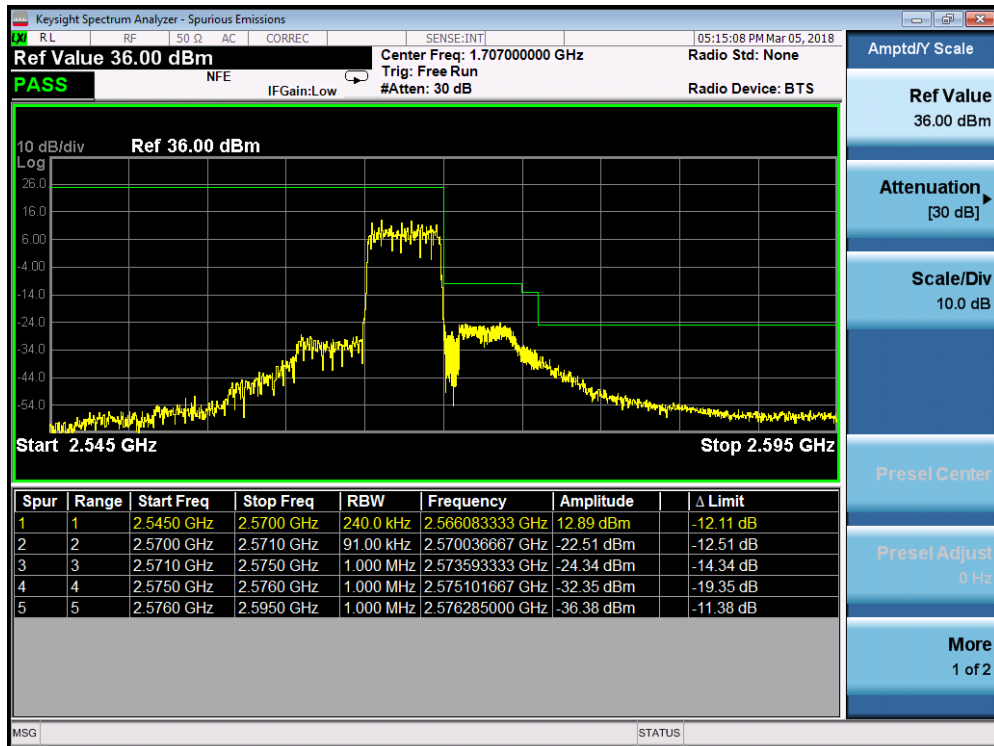 Keysight Spectrum Analyzer - Spurious Emissions
LXI RL RF 50 Ω AC CORREC SENSE:INT 05:15:08 PM Mar 05, 2018
Ref Value 36.00 dBm Center Freq: 1.707000000 GHz Radio Std: None
PASS NFE IFGain:Low Trig: Free Run
#Atten: 30 dB Radio Device: BTS
10 dB/div Ref 36.00 dBm
Log
26.0
16.0
6.00
-4.00
-14.0
-24.0
-34.0
-44.0
-54.0
Start 2.545 GHz Stop 2.595 GHz
Spur Range Start Freq Stop Freq RBW Frequency Amplitude Δ Limit
1 1 2.5450 GHz 2.5700 GHz 240.0 kHz 2.566083333 GHz 12.89 dBm -12.11 dB
2 2 2.5700 GHz 2.5710 GHz 91.00 kHz 2.570036667 GHz -22.51 dBm -12.51 dB
3 3 2.5710 GHz 2.5750 GHz 1.000 MHz 2.573593333 GHz -24.34 dBm -14.34 dB
4 4 2.5750 GHz 2.5760 GHz 1.000 MHz 2.575101667 GHz -32.35 dBm -19.35 dB
5 5 2.5760 GHz 2.5950 GHz 1.000 MHz 2.576285000 GHz -36.38 dBm -11.38 dB
MSG STATUS
Amptd/Y Scale
Ref Value
36.00 dBm
Attenuation
[30 dB]
Scale/Div
10.0 dB
Presel Center
Presel Adjust
0 Hz
More
1 of 2